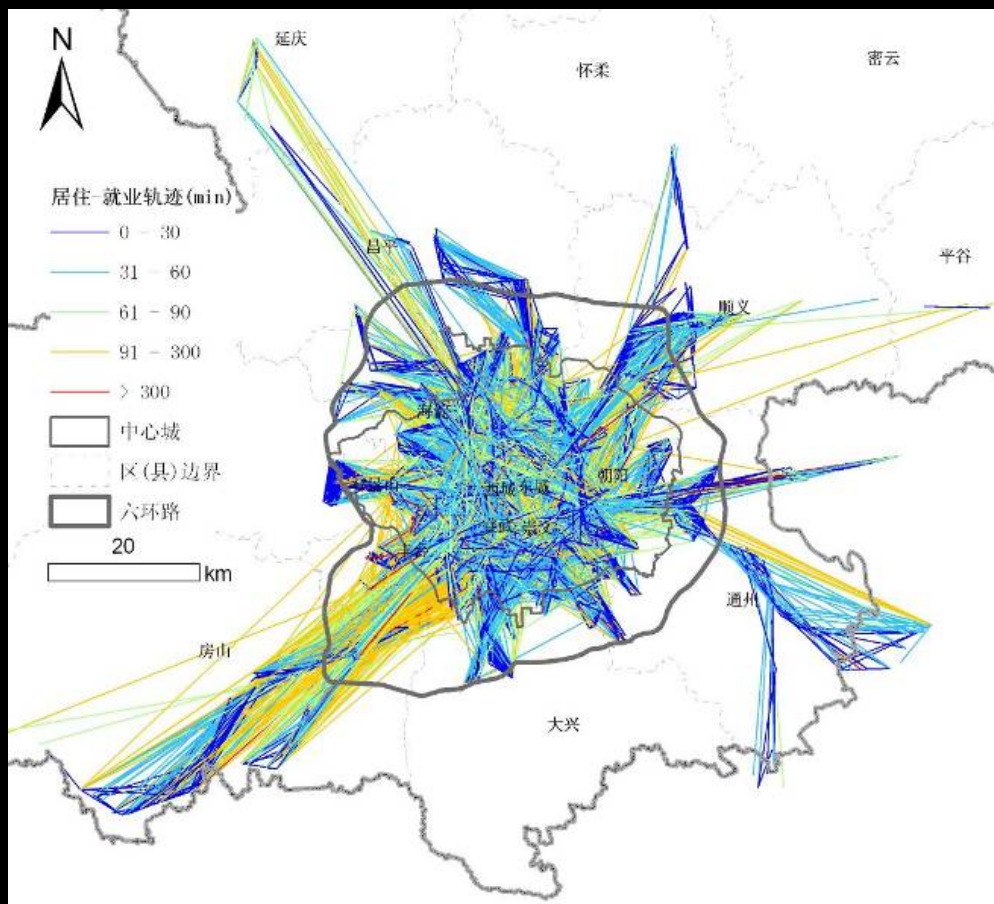 N
延庆
怀柔
密云
居住-就业轨迹(min)
0 - 30
31 - 60
61 - 90
91 - 300
> 300
中心城
区(县)边界
六环路
20
km
昌平
平谷
顺义
海淀
朝阳
西城
东城
崇文
通州
房山
大兴